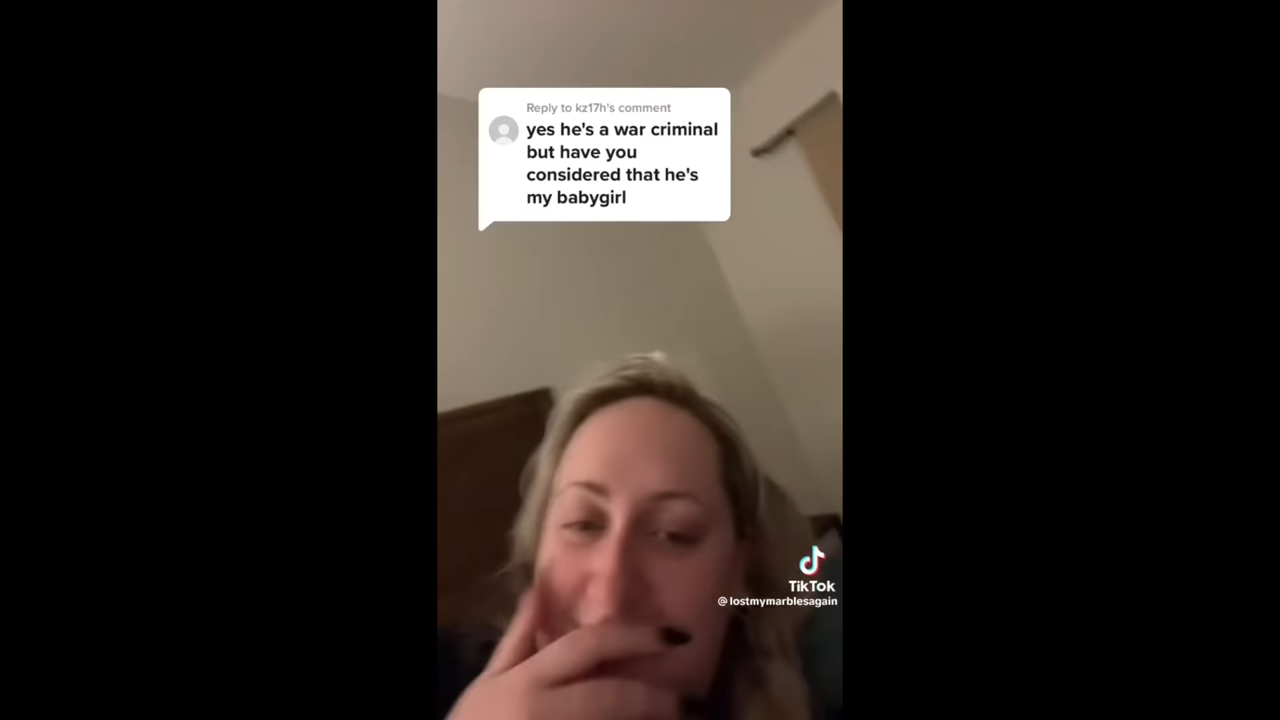 Reply to kz17h's comment
yes he's a war criminal
but have you
considered that he's
my babygirl
TikTok
@lostmymarblesagain